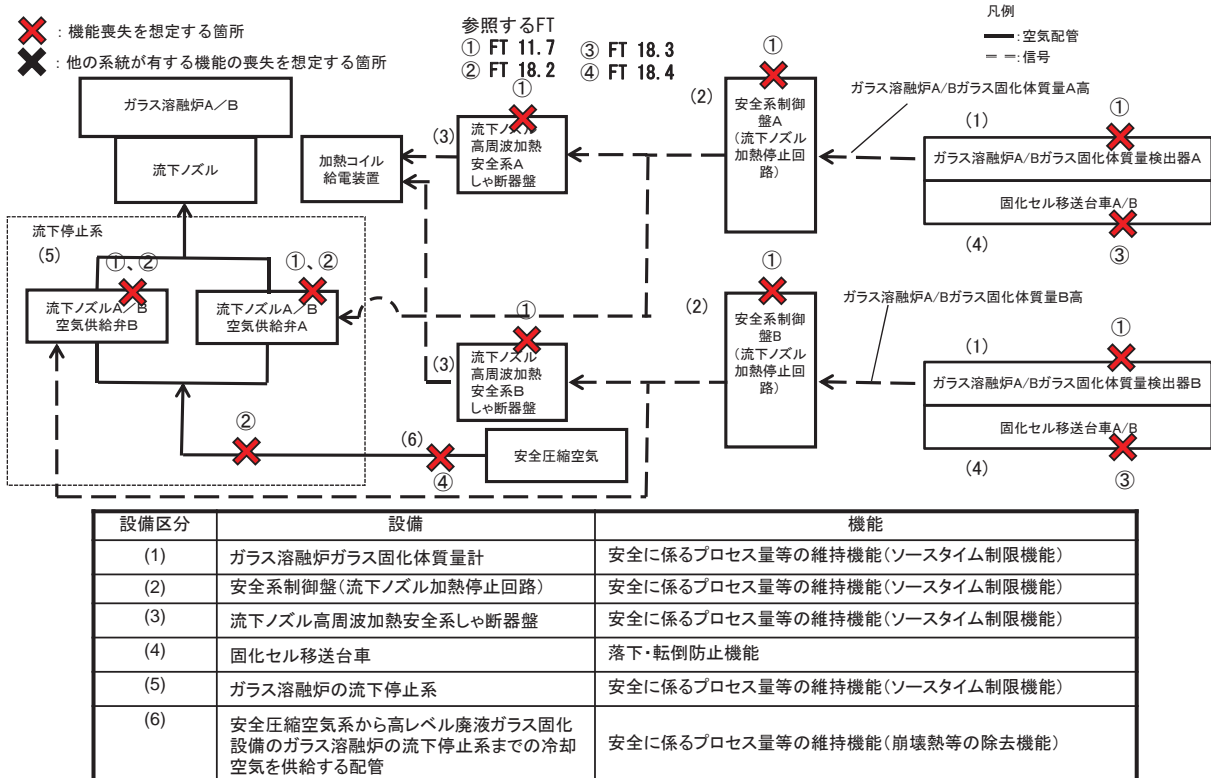 ：機能喪失を想定する箇所
：他の系統が有する機能の喪失を想定する箇所
参照するFT
① FT 11.7 ③ FT 18.3
② FT 18.2 ④ FT 18.4
凡例
：空気配管
：信号
ガラス溶融炉A／B
流下ノズル
加熱コイル
給電装置
①
(3)
流下ノズル
高周波加熱
安全系A
しゃ断器盤
①
(2)
安全系制御
盤A
(流下ノズル
加熱停止回
路)
ガラス溶融炉A/Bガラス固化体質量A高
(1)
①
ガラス溶融炉A/Bガラス固化体質量検出器A
固化セル移送台車A/B
(4)
③
流下停止系
(5)
①、②
流下ノズルA／B
空気供給弁B
①、②
流下ノズルA／B
空気供給弁A
①
(3)
流下ノズル
高周波加熱
安全系B
しゃ断器盤
①
(2)
安全系制御
盤B
(流下ノズル
加熱停止回
路)
ガラス溶融炉A/Bガラス固化体質量B高
(1)
①
ガラス溶融炉A/Bガラス固化体質量検出器B
固化セル移送台車A/B
(4)
③
②
(6)
④
安全圧縮空気
設備区分 設備 機能
(1) ガラス溶融炉ガラス固化体質量計 安全に係るプロセス量等の維持機能(ソースタイム制限機能)
(2) 安全系制御盤(流下ノズル加熱停止回路) 安全に係るプロセス量等の維持機能(ソースタイム制限機能)
(3) 流下ノズル高周波加熱安全系しゃ断器盤 安全に係るプロセス量等の維持機能(ソースタイム制限機能)
(4) 固化セル移送台車 落下・転倒防止機能
(5) ガラス溶融炉の流下停止系 安全に係るプロセス量等の維持機能(ソースタイム制限機能)
(6) 安全圧縮空気系から高レベル廃液ガラス固化
設備のガラス溶融炉の流下停止系までの冷却
空気を供給する配管 安全に係るプロセス量等の維持機能(崩壊熱等の除去機能)